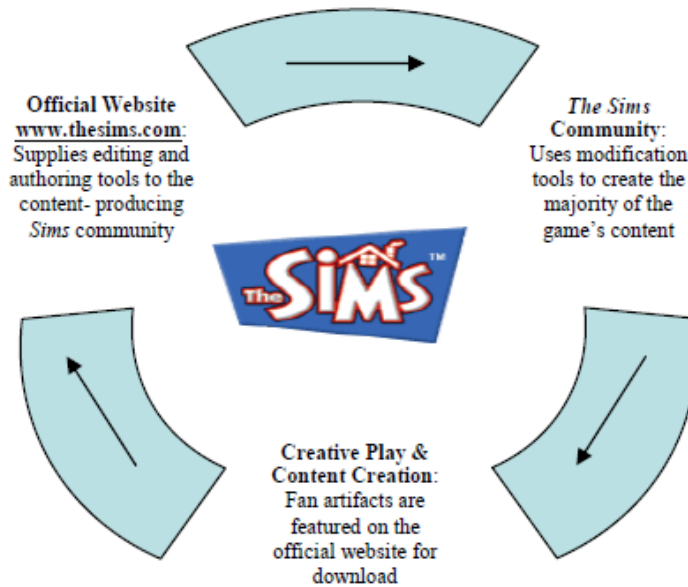 Official Website
www.thesims.com:
Supplies editing and
authoring tools to the
content- producing
Sims community
The Sims
Community:
Uses modification
tools to create the
majority of the
game's content
The SiMs™
Creative Play &
Content Creation:
Fan artifacts are
featured on the
official website for
download